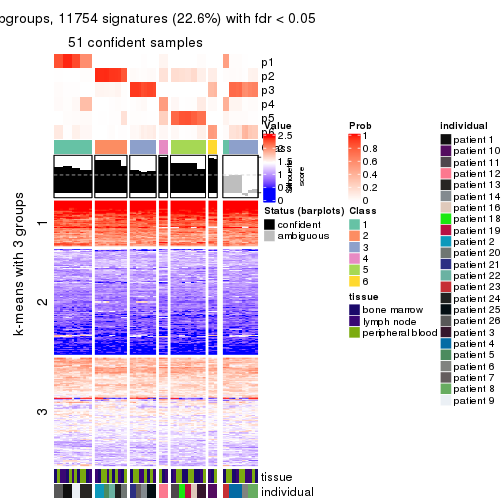 ogroups, 11754 signatures (22.6%) with fdr < 0.05
51 confident samples
p1
p2
p3
p4
p5
p6
Class
k-means with 3 groups
1
2
3
tissue
individual
Silhouette
score
Value
2.5
2
1.5
1
0.5
0
Status (barplots)
confident
ambiguous
Prob
1
0.8
0.6
0.4
0.2
0
Class
1
2
3
4
5
6
tissue
bone marrow
lymph node
peripheral blood
individual
patient 1
patient 10
patient 11
patient 12
patient 13
patient 14
patient 16
patient 18
patient 19
patient 2
patient 20
patient 21
patient 22
patient 23
patient 24
patient 25
patient 26
patient 3
patient 4
patient 5
patient 6
patient 7
patient 8
patient 9